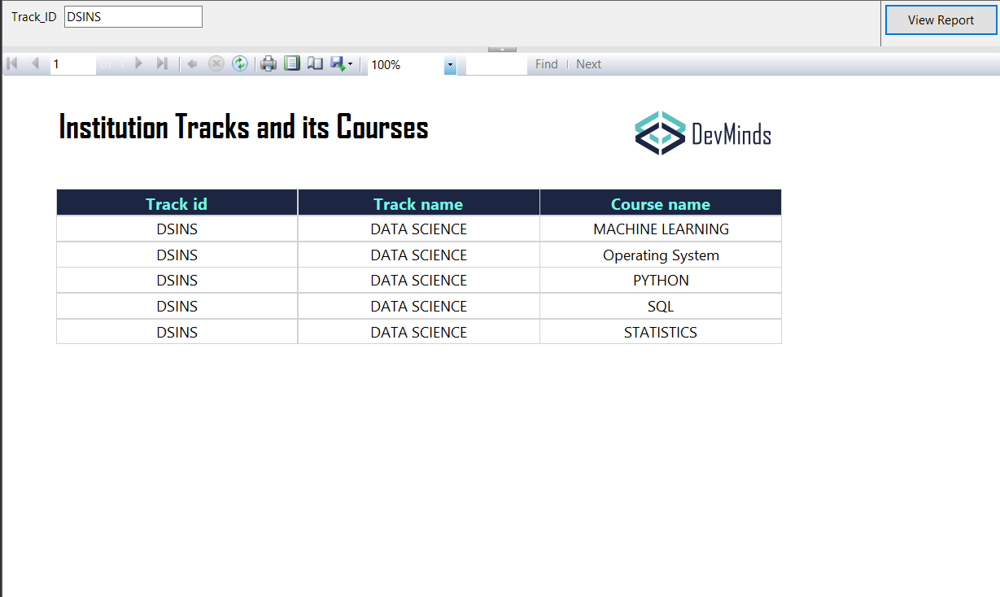 Track_ID DSINS View Report
1 of 1 100% Find Next
Institution Tracks and its Courses
DevMinds
Track id Track name Course name
DSINS DATA SCIENCE MACHINE LEARNING
DSINS DATA SCIENCE Operating System
DSINS DATA SCIENCE PYTHON
DSINS DATA SCIENCE SQL
DSINS DATA SCIENCE STATISTICS